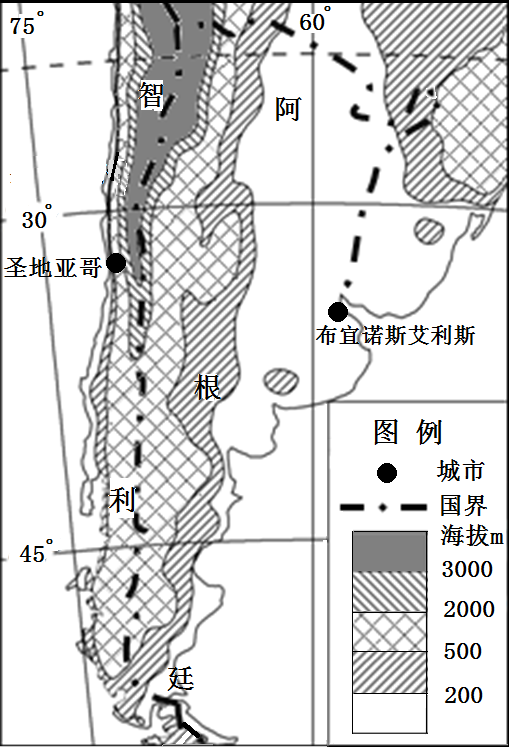 75°
60°
智
阿
30°
圣地亚哥
布宜诺斯艾利斯
根
利
45°
廷
图 例
城市
国界
海拔m
3000
2000
500
200